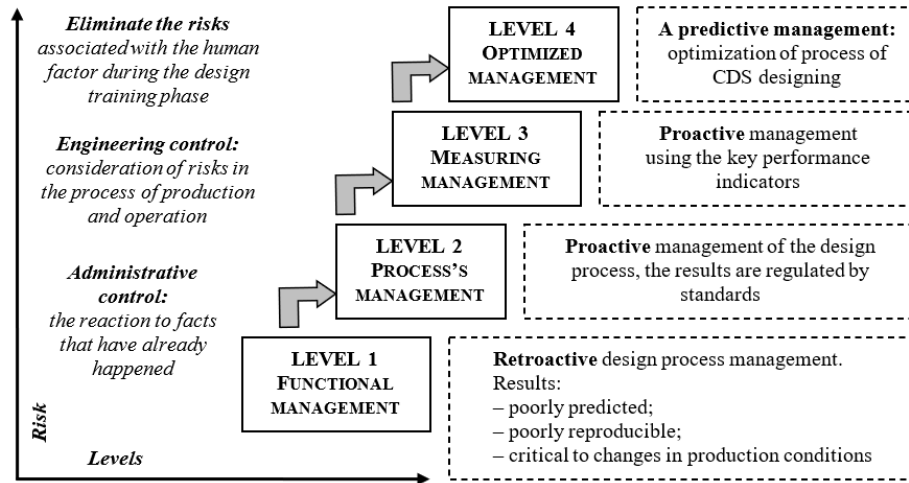 Eliminate the risks
associated with the human
factor during the design
training phase
LEVEL 4
OPTIMIZED
MANAGEMENT
A predictive management:
optimization of process of
CDS designing
Engineering control:
consideration of risks in
the process of production
and operation
LEVEL 3
MEASURING
MANAGEMENT
Proactive management
using the key performance
indicators
Administrative
control:
the reaction to facts
that have already
happened
LEVEL 2
PROCESS'S
MANAGEMENT
Proactive management of the design
process, the results are regulated by
standards
LEVEL 1
FUNCTIONAL
MANAGEMENT
Retroactive design process management.
Results:
– poorly predicted;
– poorly reproducible;
– critical to changes in production conditions
Risk
Levels